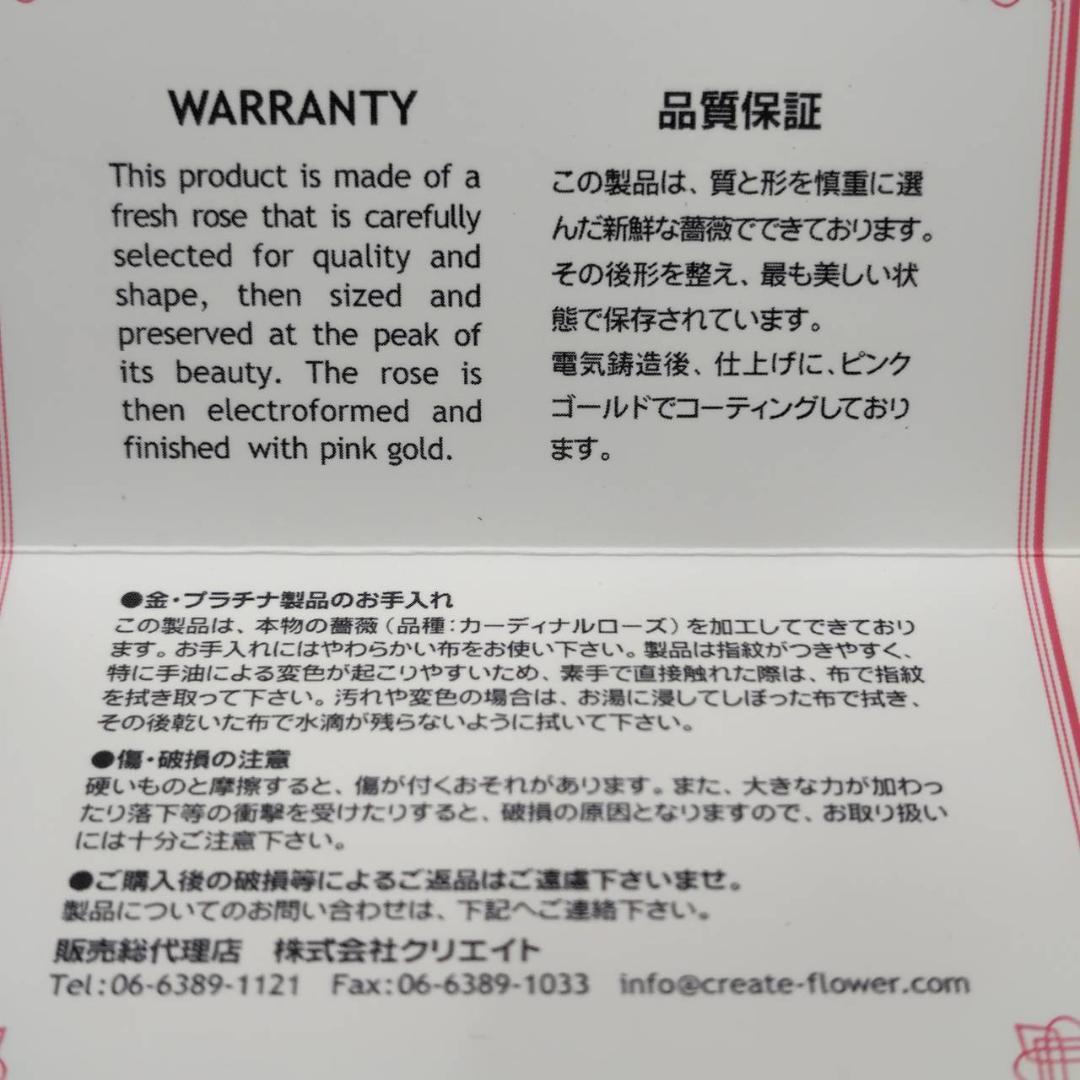 WARRANTY
This product is made of a
fresh rose that is carefully
selected for quality and
shape, then sized and
preserved at the peak of
its beauty. The rose is
then electroformed and
finished with pink gold.
品質保証
この製品は、質と形を慎重に選
んだ新鮮な薔薇でできております。
その後形を整え、最も美しい状
態で保存されています。
電気鋳造後、仕上げに、ピンク
ゴールドでコーティングしており
ます。
●金・プラチナ製品のお手入れ
この製品は、本物の薔薇（品種：カーディナルローズ）を加工してできており
ます。お手入れにはやわらかい布をお使い下さい。製品は指紋がつきやすく、
特に手油による変色が起こりやすいため、素手で直接触れた際は、布で指紋
を拭き取って下さい。汚れや変色の場合は、お湯に浸してしぼった布で拭き、
その後乾いた布で水滴が残らないように拭いて下さい。
●傷・破損の注意
硬いものと摩擦すると、傷が付くおそれがあります。また、大きな力が加わっ
たり落下等の衝撃を受けたりすると、破損の原因となりますので、お取り扱い
には十分ご注意下さい。
●ご購入後の破損等によるご返品はご遠慮下さいませ。
製品についてのお問い合わせは、下記へご連絡下さい。
販売総代理店　株式会社クリエイト
Tel:06-6389-1121 Fax:06-6389-1033 info@create-flower.com